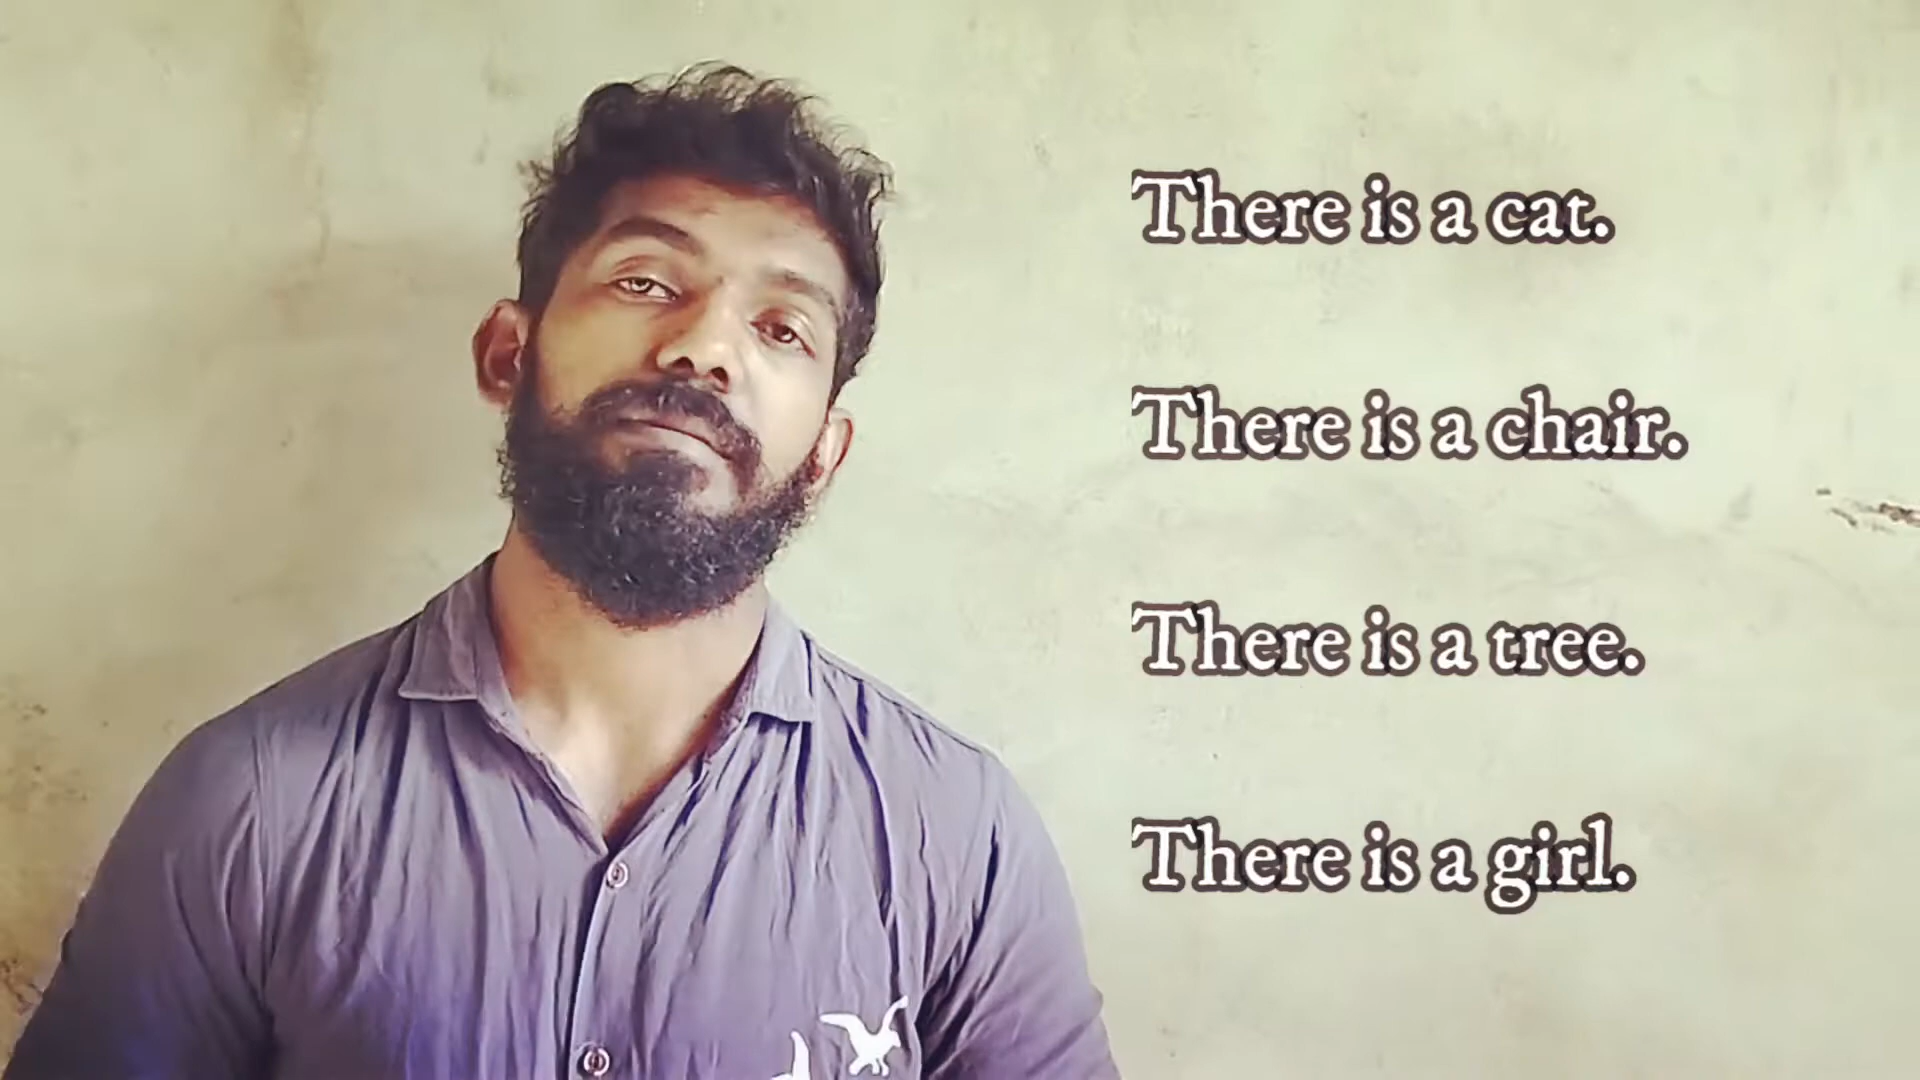 There is a cat.
There is a chair.
There is a tree.
There is a girl.